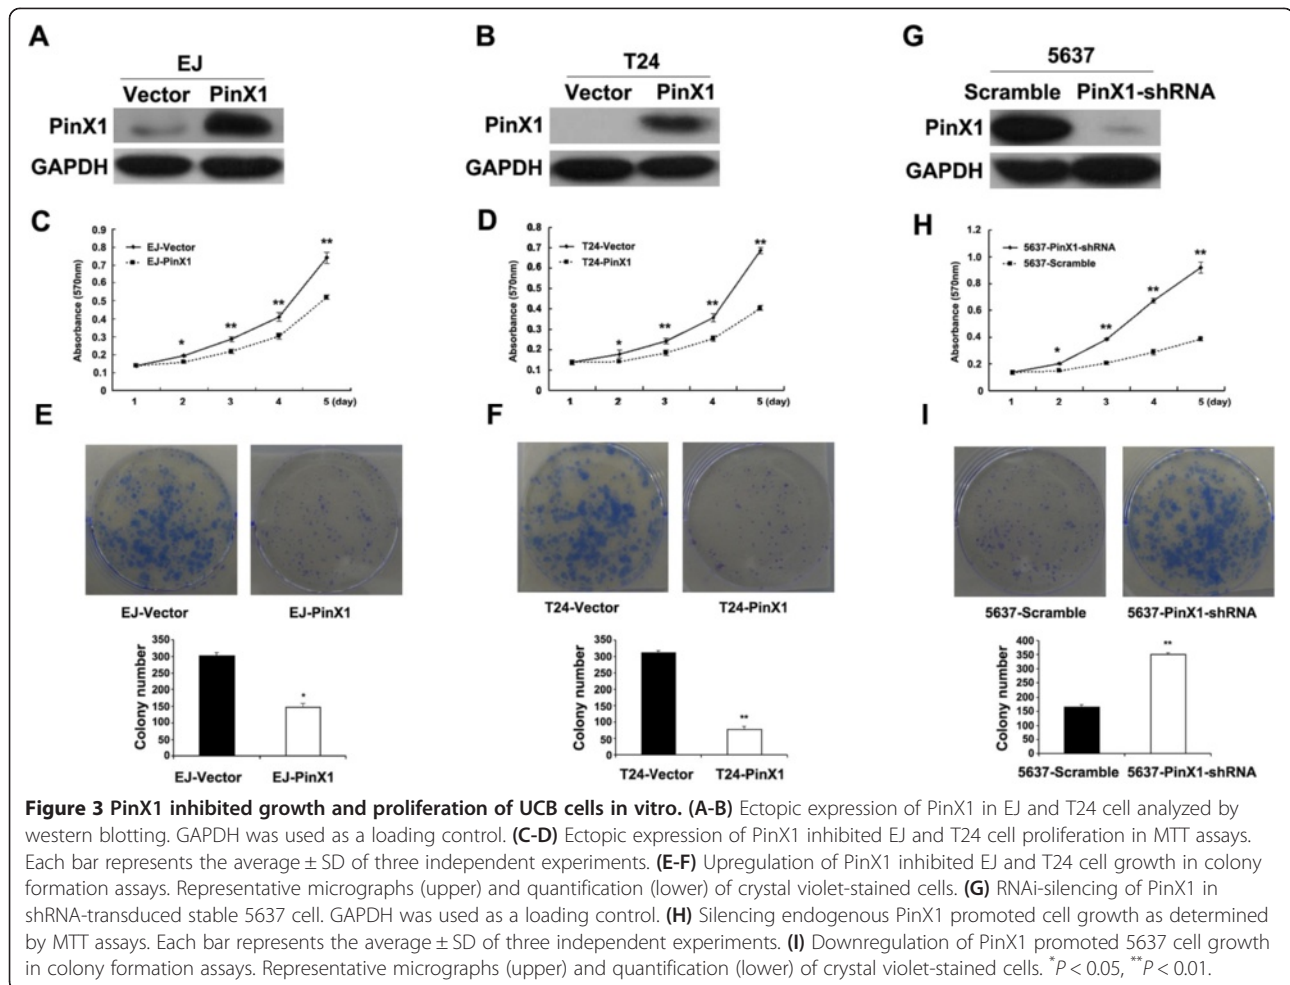 A
EJ
Vector PinX1
PinX1
GAPDH
B
T24
Vector PinX1
PinX1
GAPDH
G
5637
Scramble PinX1-shRNA
PinX1
GAPDH
C
Absorbance (570nm)
0.9
0.8
0.7
0.6
0.5
0.4
0.3
0.2
0.1
0
EJ-Vector
EJ-PinX1
* ** ** **
1 2 3 4 5 (day)
D
Absorbance (570nm)
0.8
0.7
0.6
0.5
0.4
0.3
0.2
0.1
0
T24-Vector
T24-PinX1
* ** ** **
1 2 3 4 5 (day)
H
Absorbance (570nm)
1.2
1.0
0.8
0.6
0.4
0.2
0
5637-PinX1-shRNA
5637-Scramble
* ** ** **
1 2 3 4 5 (day)
E
EJ-Vector EJ-PinX1
Colony number
350
300
250
200
150
100
50
0
*
EJ-Vector EJ-PinX1
F
T24-Vector T24-PinX1
Colony number
350
300
250
200
150
100
50
0
**
T24-Vector T24-PinX1
I
5637-Scramble 5637-PinX1-shRNA
Colony number
400
350
300
250
200
150
100
50
0
**
5637-Scramble 5637-PinX1-shRNA
Figure 3 PinX1 inhibited growth and proliferation of UCB cells in vitro. (A-B) Ectopic expression of PinX1 in EJ and T24 cell analyzed by
western blotting. GAPDH was used as a loading control. (C-D) Ectopic expression of PinX1 inhibited EJ and T24 cell proliferation in MTT assays.
Each bar represents the average ± SD of three independent experiments. (E-F) Upregulation of PinX1 inhibited EJ and T24 cell growth in colony
formation assays. Representative micrographs (upper) and quantification (lower) of crystal violet-stained cells. (G) RNAi-silencing of PinX1 in
shRNA-transduced stable 5637 cell. GAPDH was used as a loading control. (H) Silencing endogenous PinX1 promoted cell growth as determined
by MTT assays. Each bar represents the average ± SD of three independent experiments. (I) Downregulation of PinX1 promoted 5637 cell growth
in colony formation assays. Representative micrographs (upper) and quantification (lower) of crystal violet-stained cells. *P < 0.05, **P < 0.01.